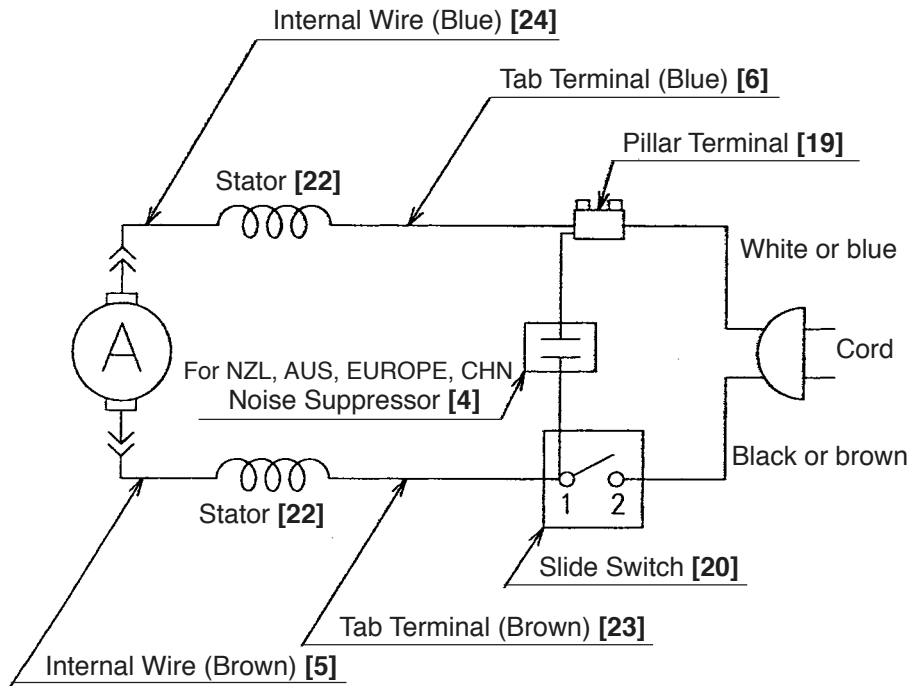 Internal Wire (Blue) [24]
Tab Terminal (Blue) [6]
Pillar Terminal [19]
Stator [22]
White or blue
A
Cord
For NZL, AUS, EUROPE, CHN
Noise Suppressor [4]
Black or brown
1 2
Stator [22]
Slide Switch [20]
Tab Terminal (Brown) [23]
Internal Wire (Brown) [5]